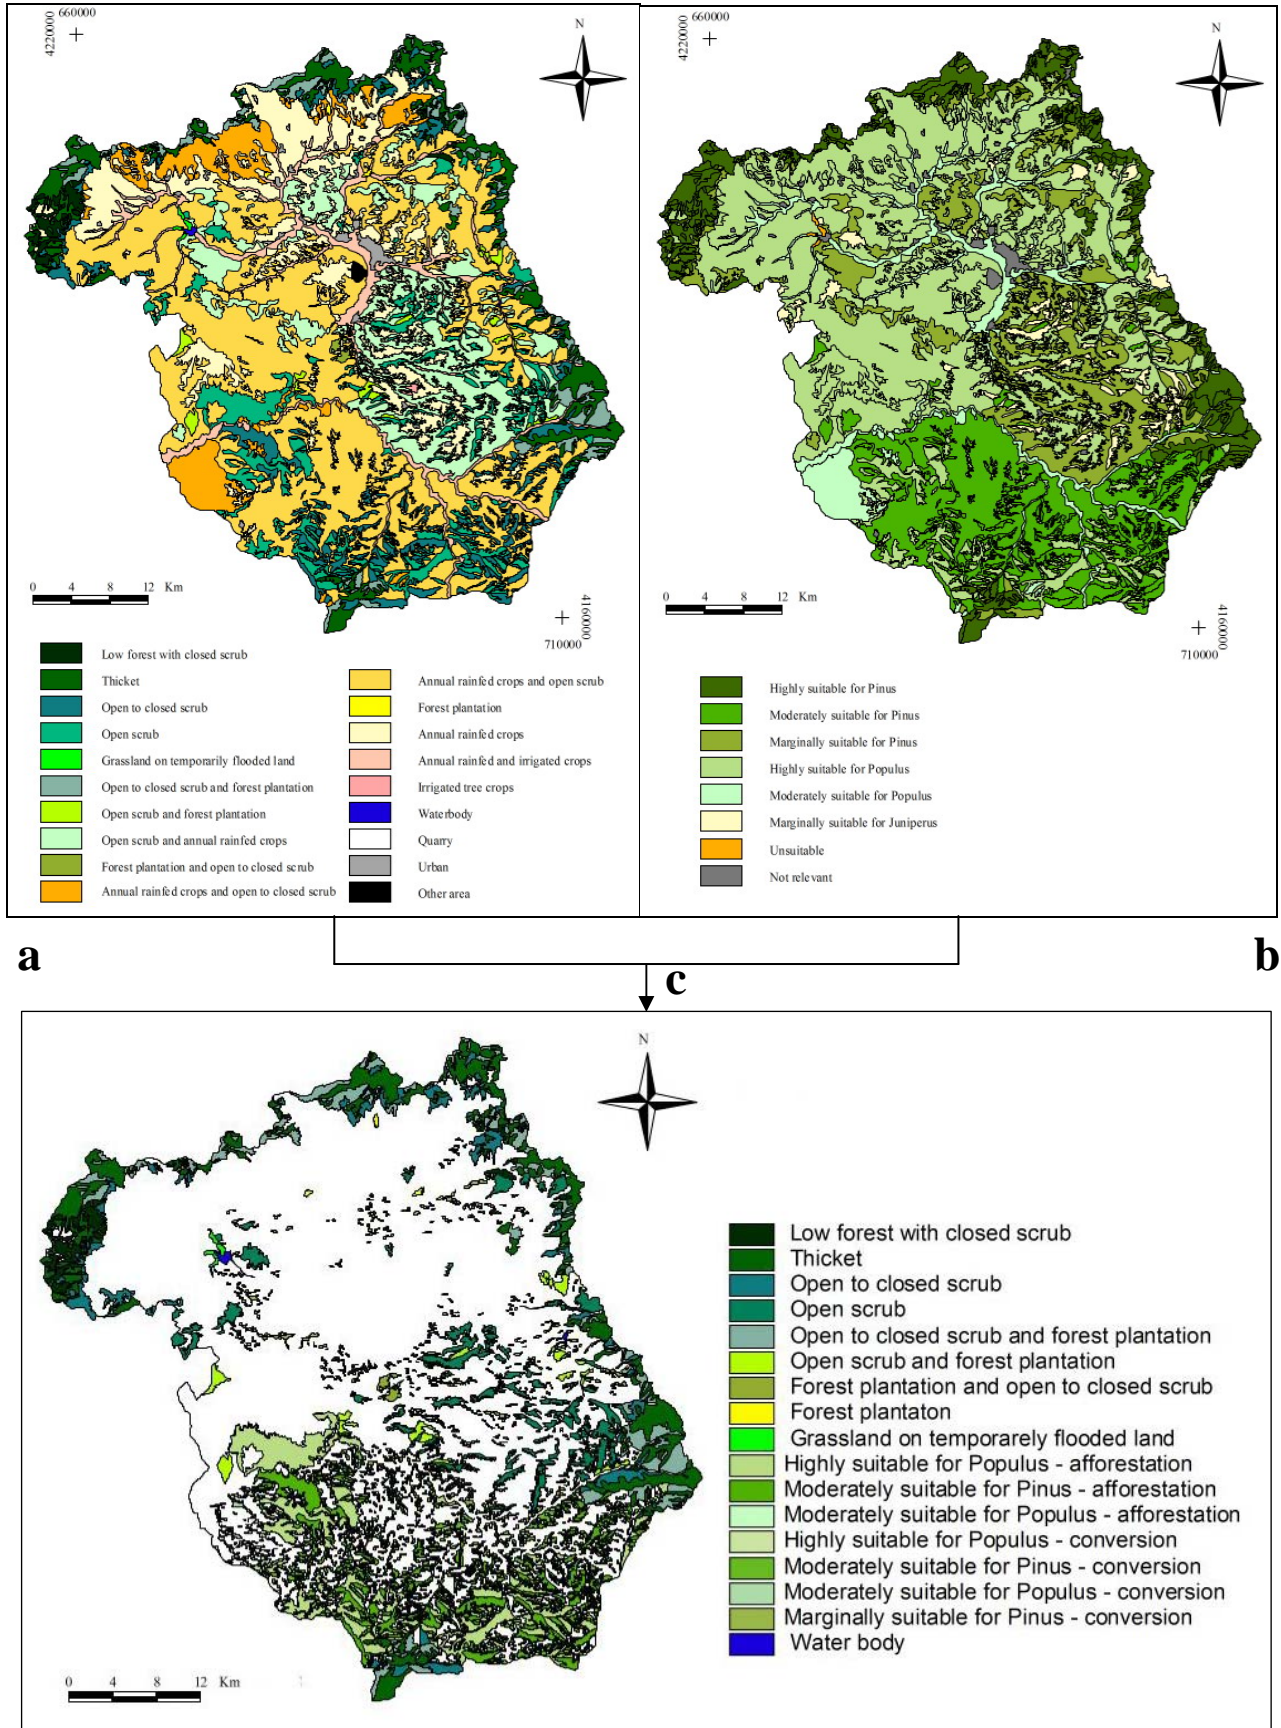 660000
4220000
N
0 4 8 12 Km
4160000
710000
Low forest with closed scrub
Thicket
Open to closed scrub
Open scrub
Grassland on temporarily flooded land
Open to closed scrub and forest plantation
Open scrub and forest plantation
Open scrub and annual rainfed crops
Forest plantation and open to closed scrub
Annual rainfed crops and open to closed scrub
Annual rainfed crops and open scrub
Forest plantation
Annual rainfed crops
Annual rainfed and irrigated crops
Irrigated tree crops
Waterbody
Quarry
Urban
Other area
660000
4220000
N
0 4 8 12 Km
4160000
710000
Highly suitable for Pinus
Moderately suitable for Pinus
Marginally suitable for Pinus
Highly suitable for Populus
Moderately suitable for Populus
Marginally suitable for Juniperus
Unsuitable
Not relevant
a
b
c
N
0 4 8 12 Km
Low forest with closed scrub
Thicket
Open to closed scrub
Open scrub
Open to closed scrub and forest plantation
Open scrub and forest plantation
Forest plantation and open to closed scrub
Forest plantaton
Grassland on temporarely flooded land
Highly suitable for Populus - afforestation
Moderately suitable for Pinus - afforestation
Moderately suitable for Populus - afforestation
Highly suitable for Populus - conversion
Moderately suitable for Pinus - conversion
Moderately suitable for Populus - conversion
Marginally suitable for Pinus - conversion
Water body